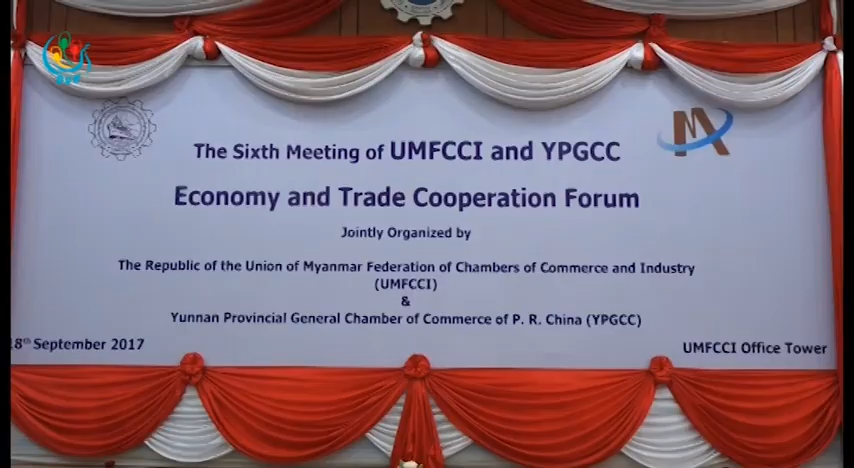 The Sixth Meeting of UMFCCI and YPGCC
Economy and Trade Cooperation Forum
Jointly Organized by
The Republic of the Union of Myanmar Federation of Chambers of Commerce and Industry
(UMFCCI)
&
Yunnan Provincial General Chamber of Commerce of P. R. China (YPGCC)
18th September 2017
UMFCCI Office Tower